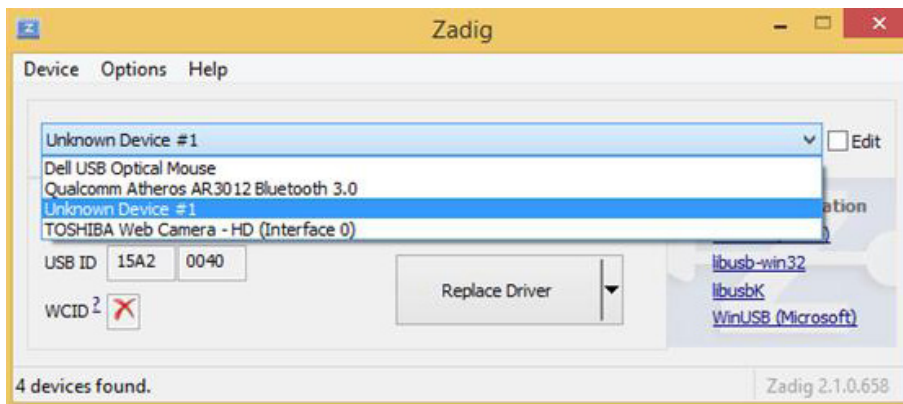 Zadig
Device Options Help
Unknown Device #1
Edit
Dell USB Optical Mouse
Qualcomm Atheros AR3012 Bluetooth 3.0
Unknown Device #1
TOSHIBA Web Camera - HD (Interface 0)
USB ID 15A2 0040
WCID ?
Replace Driver
libusb-win32
libusbK
WinUSB (Microsoft)
4 devices found.
Zadig 2.1.0.658